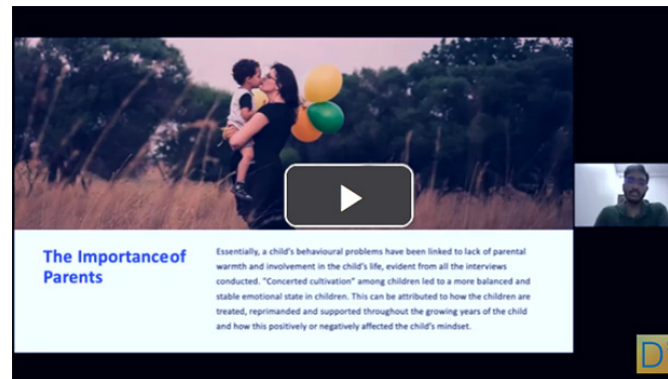 The Importanceof
Parents
Essentially, a child's behavioural problems have been linked to lack of parental
warmth and involvement in the child's life, evident from all the interviews
conducted. "Concerted cultivation" among children led to a more balanced and
stable emotional state in children. This can be attributed to how the children are
treated, reprimanded and supported throughout the growing years of the child
and how this positively or negatively affected the child's mindset.
D